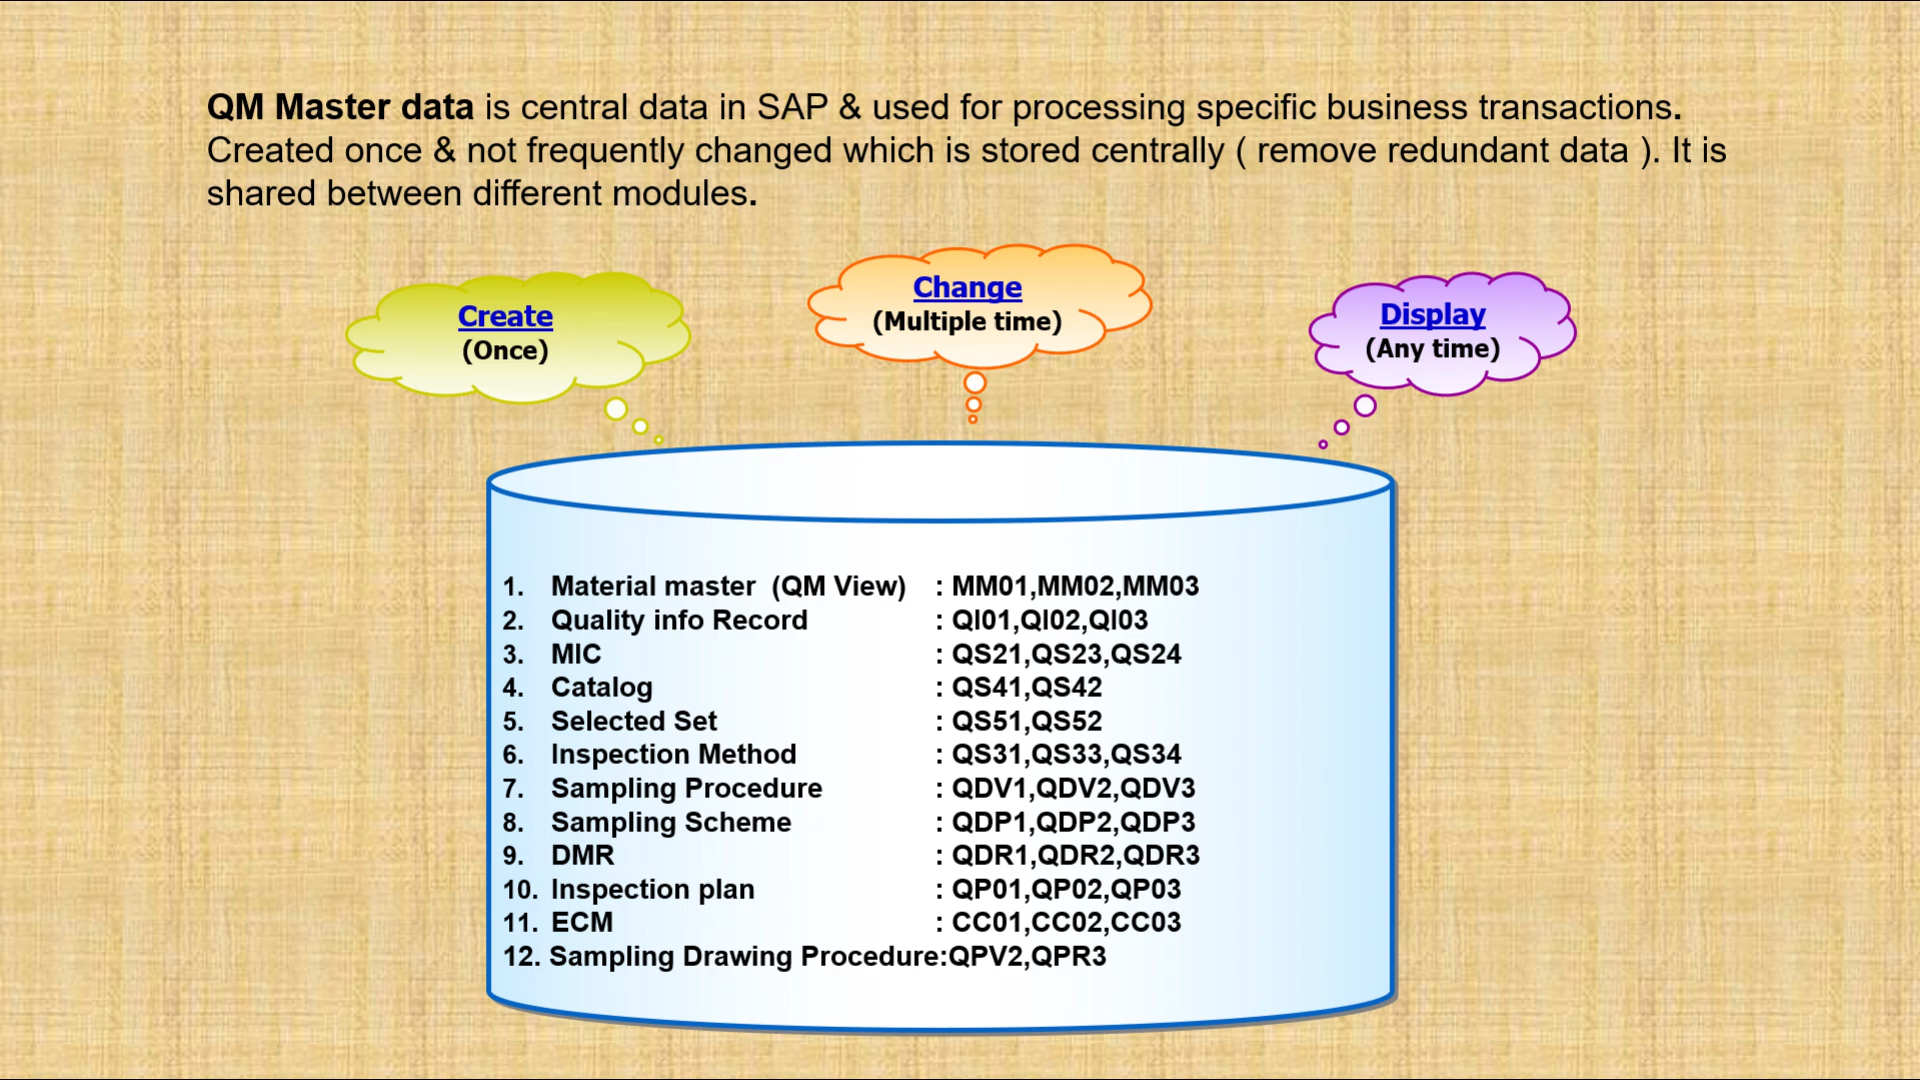 QM Master data is central data in SAP & used for processing specific business transactions.
Created once & not frequently changed which is stored centrally ( remove redundant data ). It is
shared between different modules.
Create
(Once)
Change
(Multiple time)
Display
(Any time)
1. Material master (QM View) : MM01,MM02,MM03
2. Quality info Record : QI01,QI02,QI03
3. MIC : QS21,QS23,QS24
4. Catalog : QS41,QS42
5. Selected Set : QS51,QS52
6. Inspection Method : QS31,QS33,QS34
7. Sampling Procedure : QDV1,QDV2,QDV3
8. Sampling Scheme : QDP1,QDP2,QDP3
9. DMR : QDR1,QDR2,QDR3
10. Inspection plan : QP01,QP02,QP03
11. ECM : CC01,CC02,CC03
12. Sampling Drawing Procedure:QPV2,QPR3